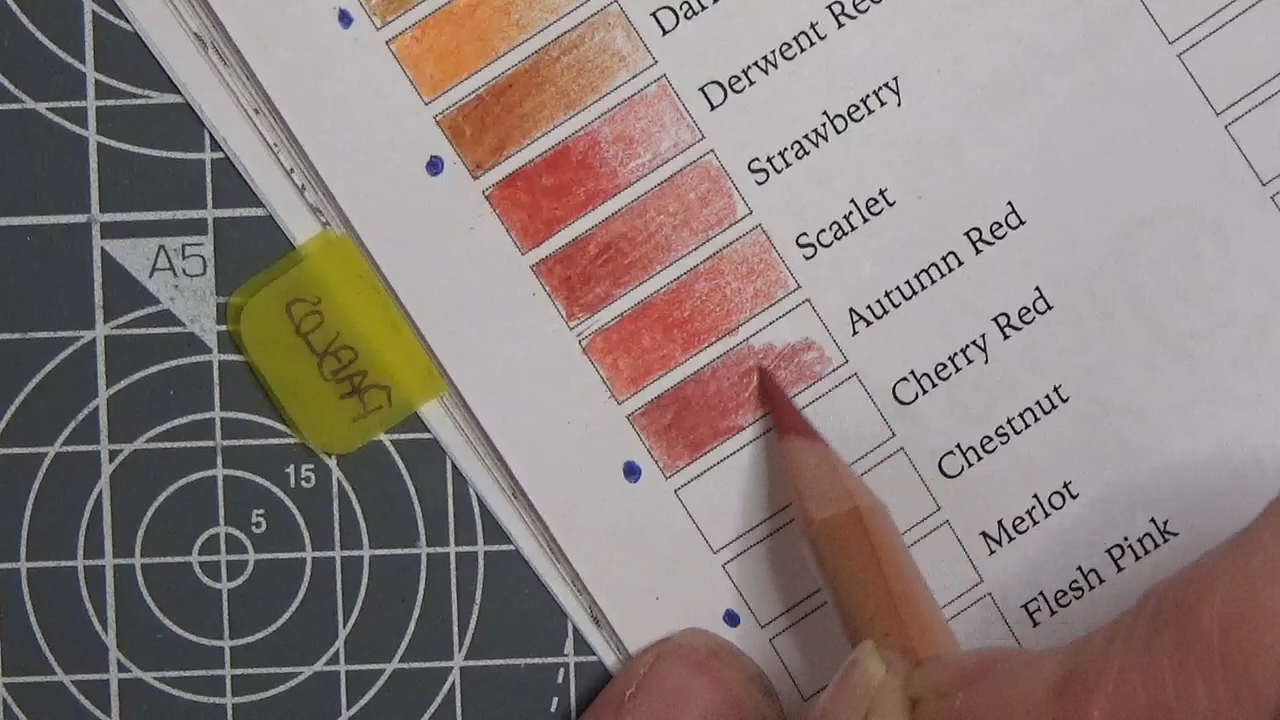 Derwent Red
Strawberry
Scarlet
Autumn Red
Cherry Red
Chestnut
Merlot
Flesh Pink
A5
15
5